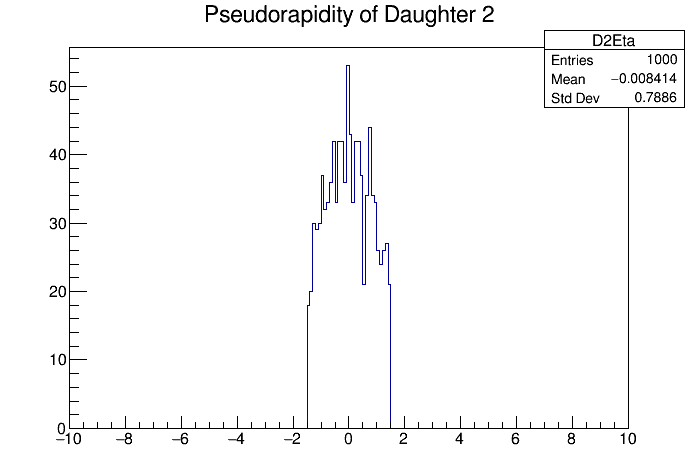 Pseudorapidity of Daughter 2
D2Eta
Entries 1000
Mean −0.008414
Std Dev 0.7886
50
40
30
20
10
0
−10 −8 −6 −4 −2 0 2 4 6 8 10